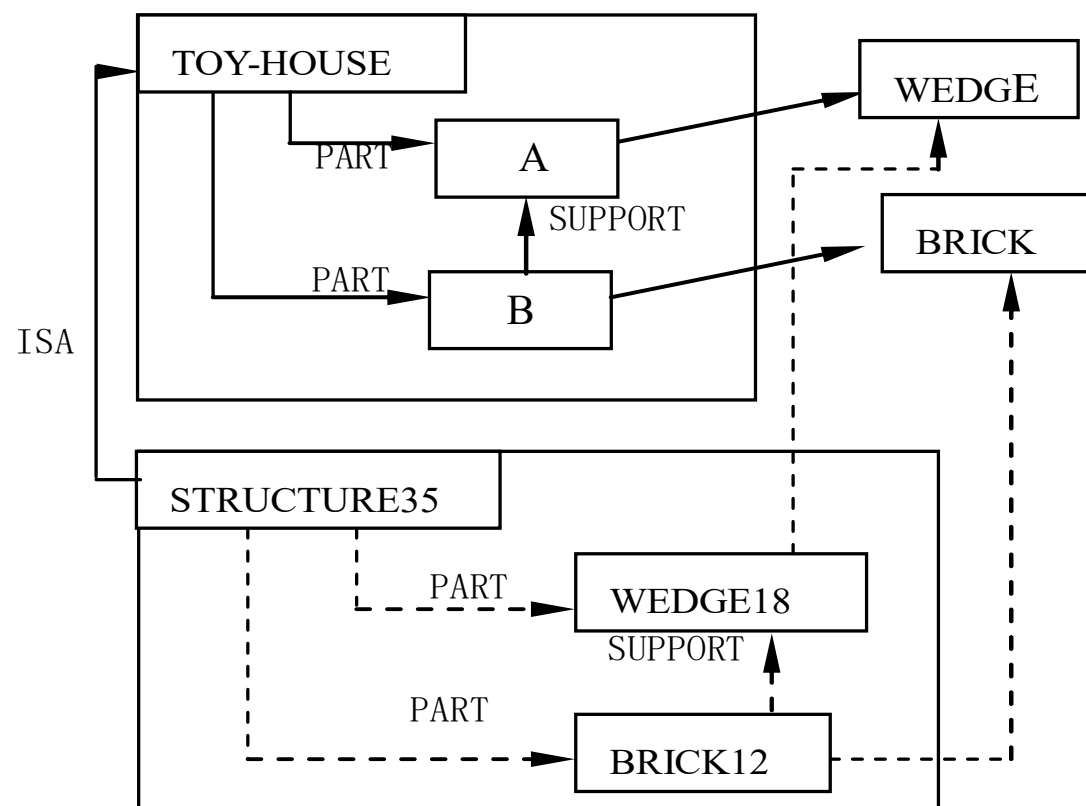 TOY-HOUSE
WEDGE
PART
A
SUPPORT
BRICK
PART
B
ISA
STRUCTURE35
PART
WEDGE18
SUPPORT
PART
BRICK12